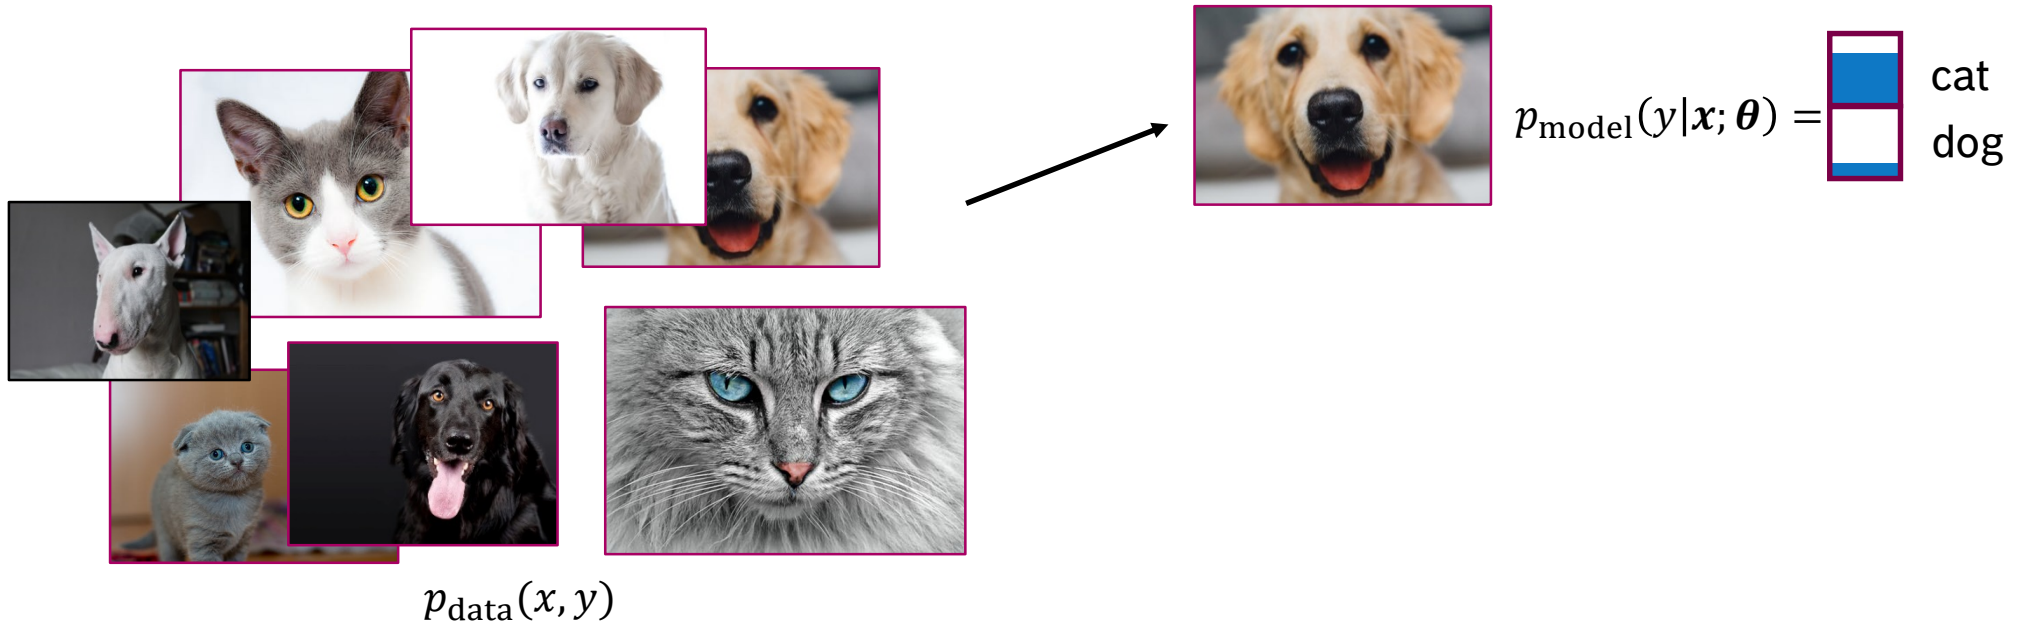 p_model(y|x; θ) =
cat
dog
p_data(x, y)